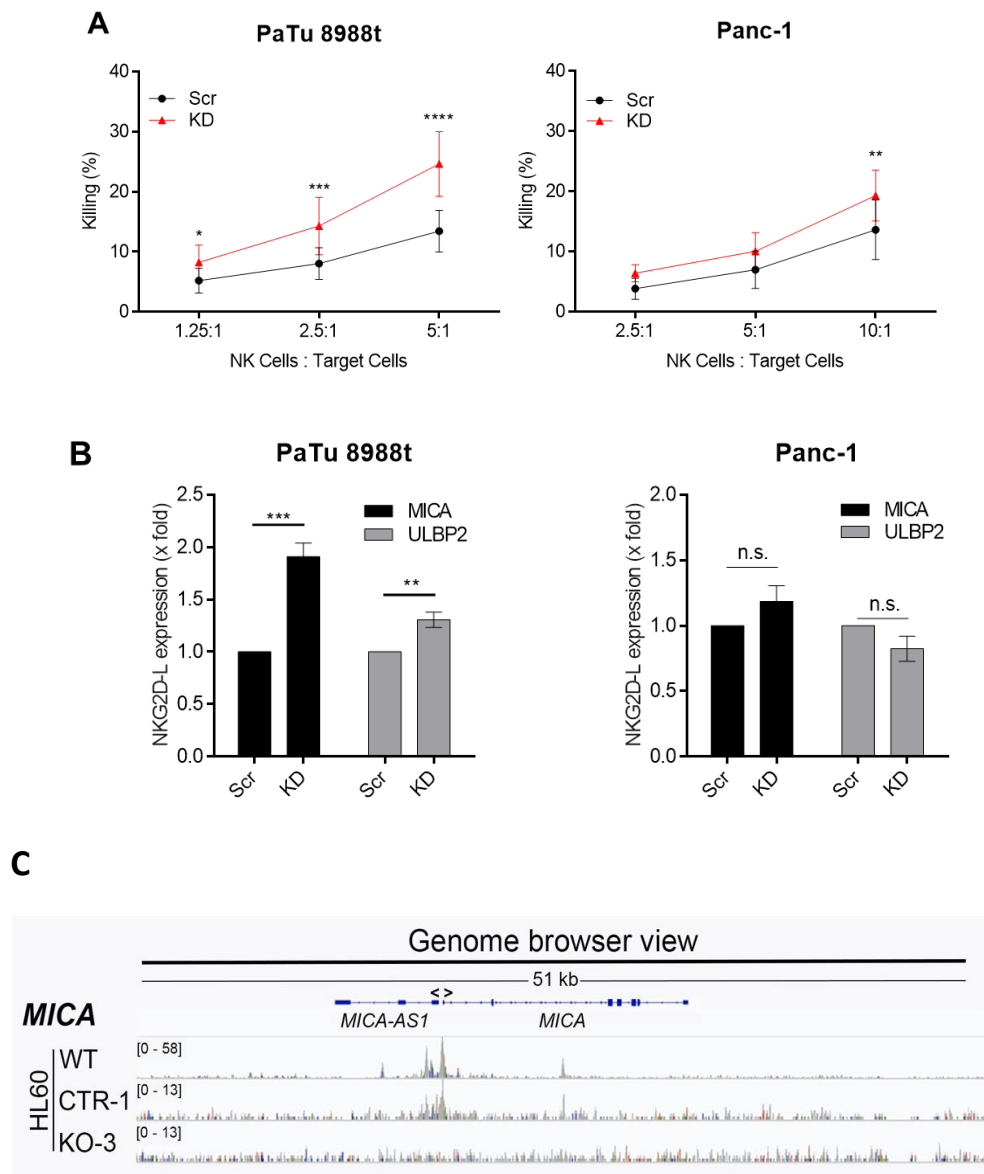 A
PaTu 8988t
Panc-1
Killing (%)
40
30
20
10
0
Scr
KD
*
***
****
1.25:1
2.5:1
5:1
NK Cells : Target Cells
Killing (%)
40
30
20
10
0
Scr
KD
**
2.5:1
5:1
10:1
NK Cells : Target Cells
B
PaTu 8988t
Panc-1
NKG2D-L expression (x fold)
2.5
2.0
1.5
1.0
0.5
0.0
MICA
ULBP2
***
**
Scr
KD
Scr
KD
NKG2D-L expression (x fold)
2.0
1.5
1.0
0.5
0.0
MICA
ULBP2
n.s.
n.s.
Scr
KD
Scr
KD
C
Genome browser view
51 kb
< >
MICA
MICA-AS1
MICA
HL60
WT
[0 - 58]
CTR-1
[0 - 13]
KO-3
[0 - 13]